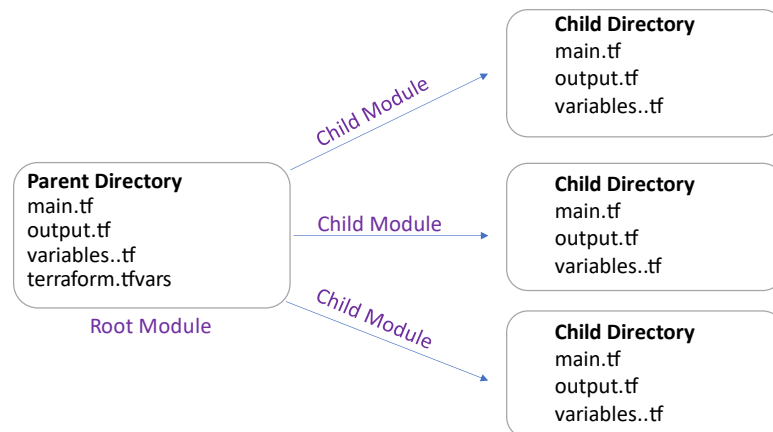 Parent Directory
main.tf
output.tf
variables..tf
terraform.tfvars
Root Module
Child Module
Child Module
Child Module
Child Directory
main.tf
output.tf
variables..tf
Child Directory
main.tf
output.tf
variables..tf
Child Directory
main.tf
output.tf
variables..tf